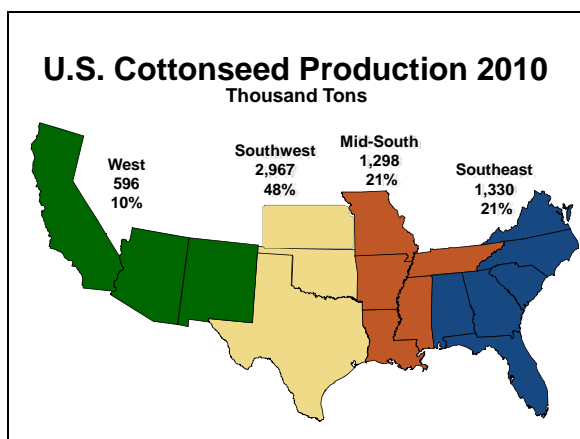 U.S. Cottonseed Production 2010
Thousand Tons
West
596
10%
Southwest
2,967
48%
Mid-South
1,298
21%
Southeast
1,330
21%